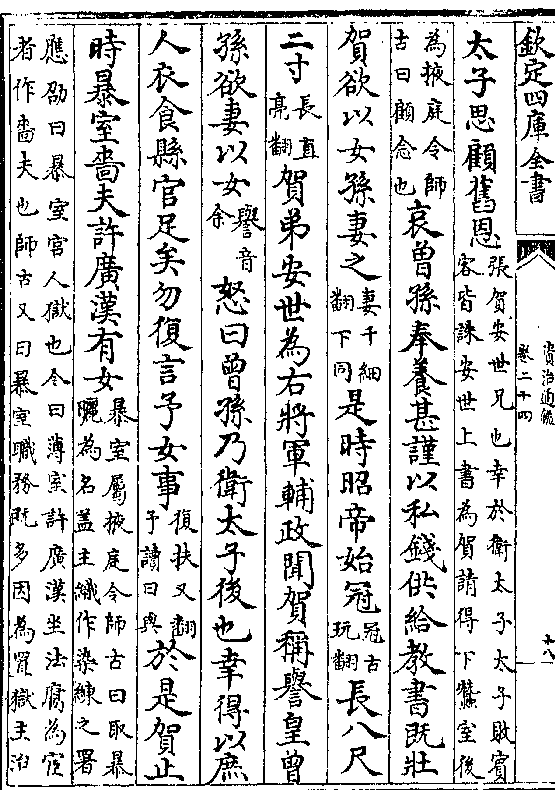 欽定四庫全書
資治通鑑
卷二十四
十八
太子思顧舊恩張賀安世兄也幸於衛太子太子敗賓客皆誅安世上書為賀請得下蠶室後
為掖庭令師古曰顧念也哀曾孫奉養甚謹以私錢供給教書既壯
賀欲以女孫妻之妻千細翻下同是時昭帝始冠冠古玩翻長八尺
二寸長直亮翻賀弟安世為右將軍輔政聞賀稱譽皇曾
孫欲妻以女譽音余怒曰曾孫乃衛太子後也幸得以庶
人衣食縣官足矣勿復言予女事復扶又翻予讀曰與於是賀止
時暴室嗇夫許廣漢有女暴室屬掖庭令師古曰取暴曬為名蓋主織作染練之署
應劭曰暴室宮人獄也今曰薄室許廣漢坐法腐為宦者作嗇夫也師古又曰暴室職務既多因為置獄主治